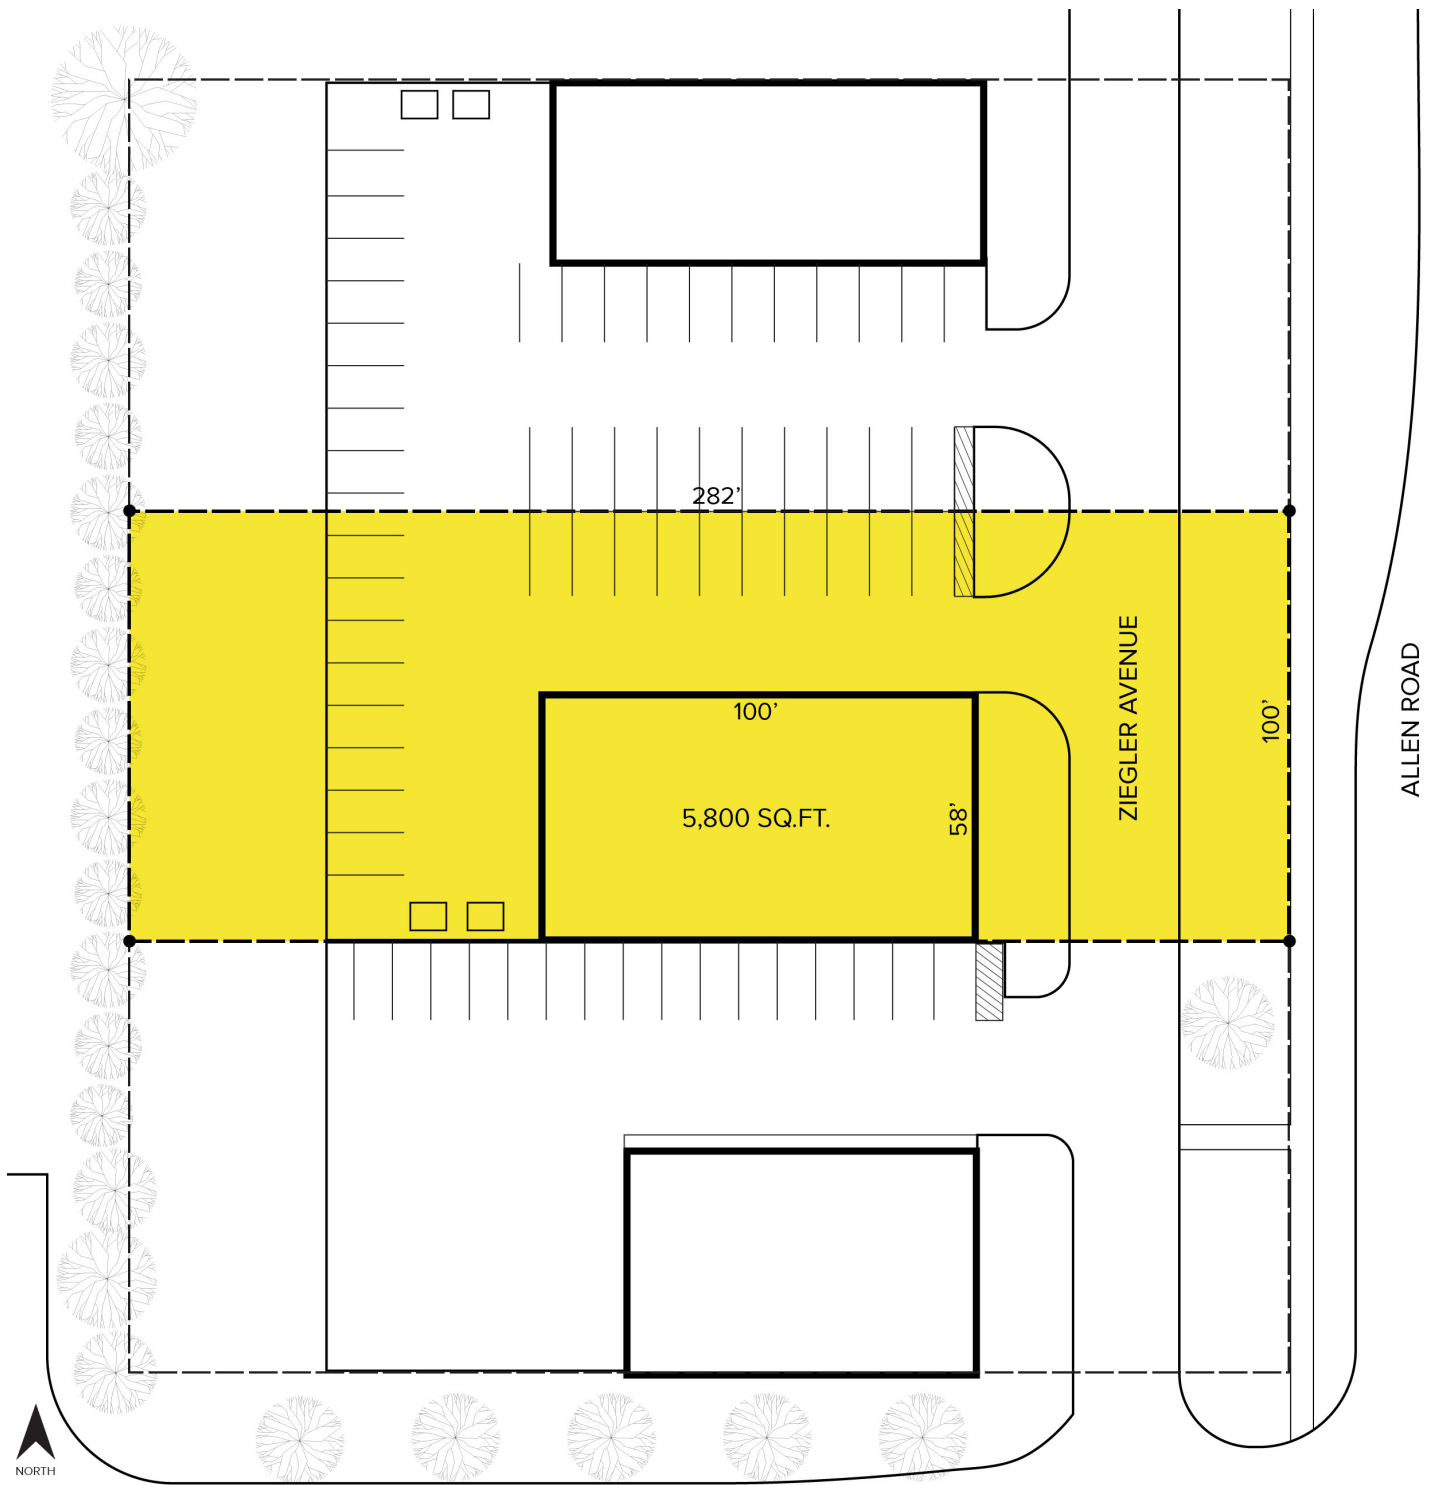 282’
100’
5,800 SQ.FT.
58’
ZIEGLER AVENUE
100’
ALLEN ROAD
NORTH